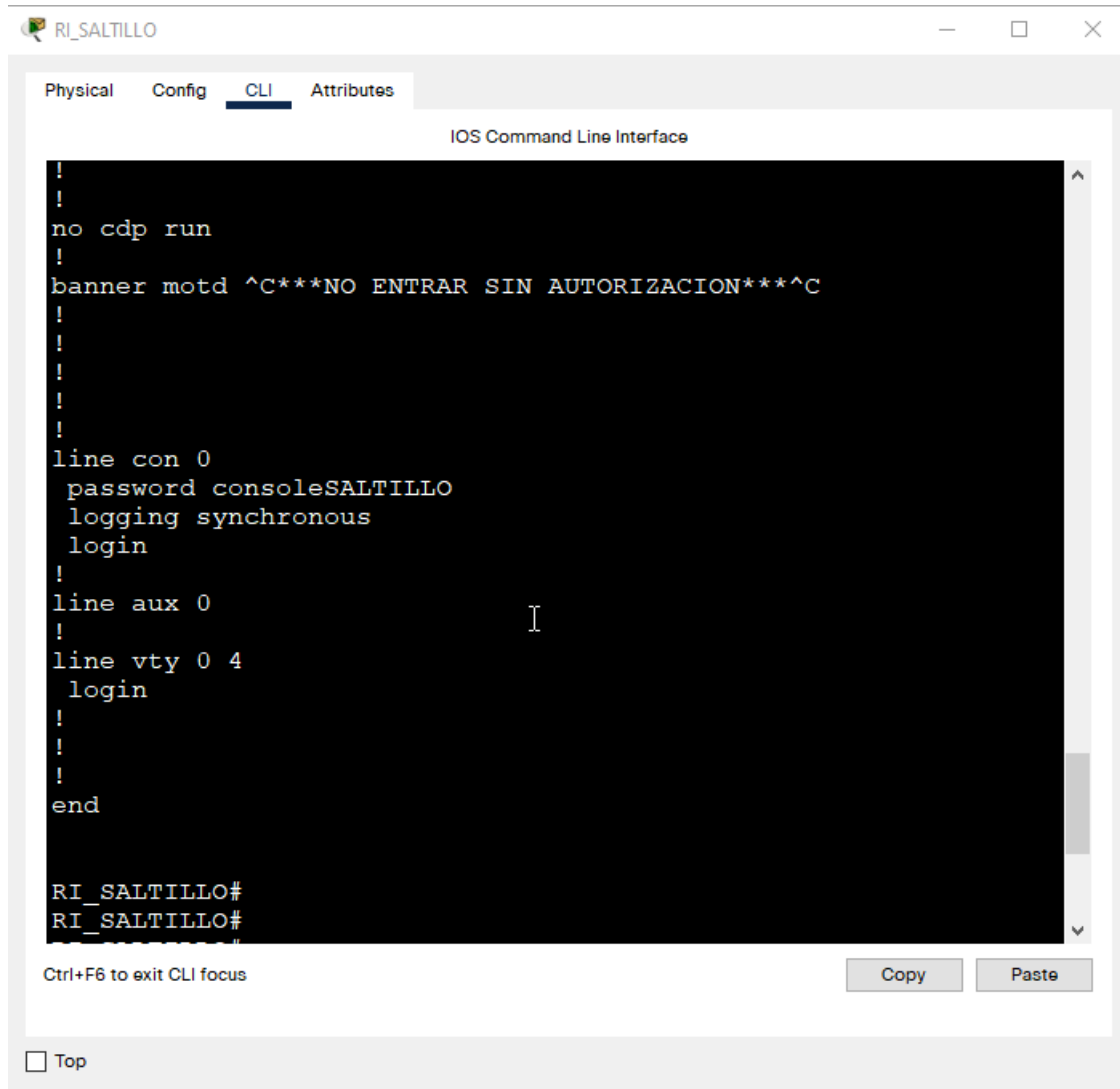 RI_SALTILLO
Physical Config CLI Attributes
IOS Command Line Interface
!
!
no cdp run
!
banner motd ^C***NO ENTRAR SIN AUTORIZACION***^C
!
!
!
!
!
line con 0
password consoleSALTILLO
logging synchronous
login
!
line aux 0
!
line vty 0 4
login
!
!
!
end
RI_SALTILLO#
RI_SALTILLO#
Ctrl+F6 to exit CLI focus
Copy Paste
Top